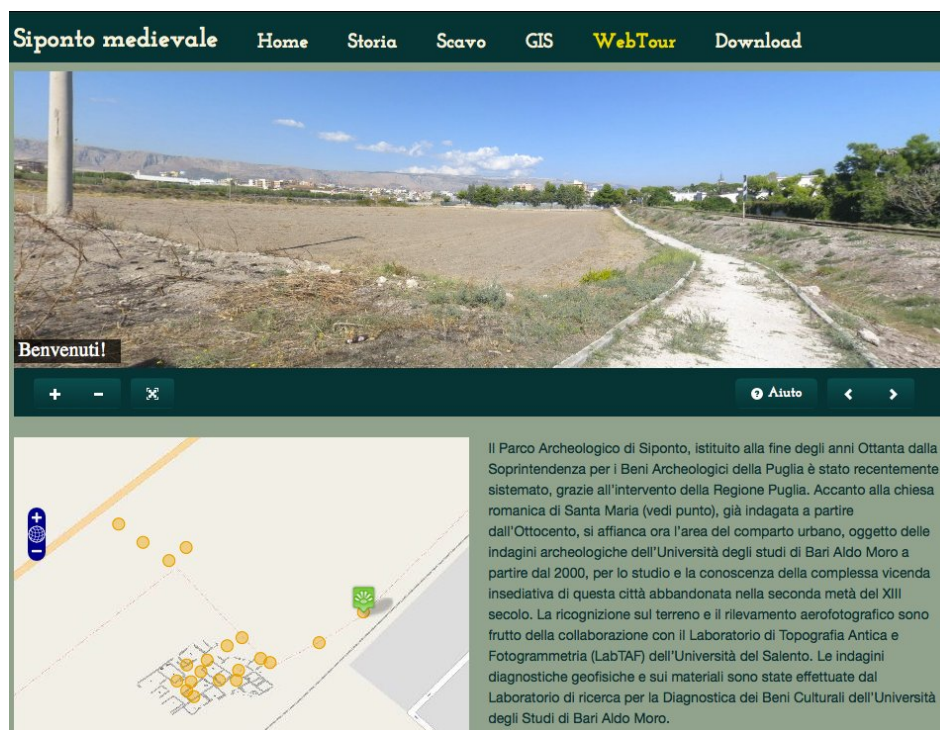 Siponto medievale Home Storia Scavo GIS WebTour Download
Benvenuti!
+ - Aiuto
Il Parco Archeologico di Siponto, istituito alla fine degli anni Ottanta dalla
Soprintendenza per i Beni Archeologici della Puglia è stato recentemente
sistemato, grazie all'intervento della Regione Puglia. Accanto alla chiesa
romanica di Santa Maria (vedi punto), già indagata a partire
dall'Ottocento, si affianca ora l'area del comparto urbano, oggetto delle
indagini archeologiche dell'Università degli studi di Bari Aldo Moro a
partire dal 2000, per lo studio e la conoscenza della complessa vicenda
insediativa di questa città abbandonata nella seconda metà del XIII
secolo. La ricognizione sul terreno e il rilevamento aerofotografico sono
frutto della collaborazione con il Laboratorio di Topografia Antica e
Fotogrammetria (LabTAF) dell'Università del Salento. Le indagini
diagnostiche geofisiche e sui materiali sono state effettuate dal
Laboratorio di ricerca per la Diagnostica dei Beni Culturali dell'Università
degli Studi di Bari Aldo Moro.